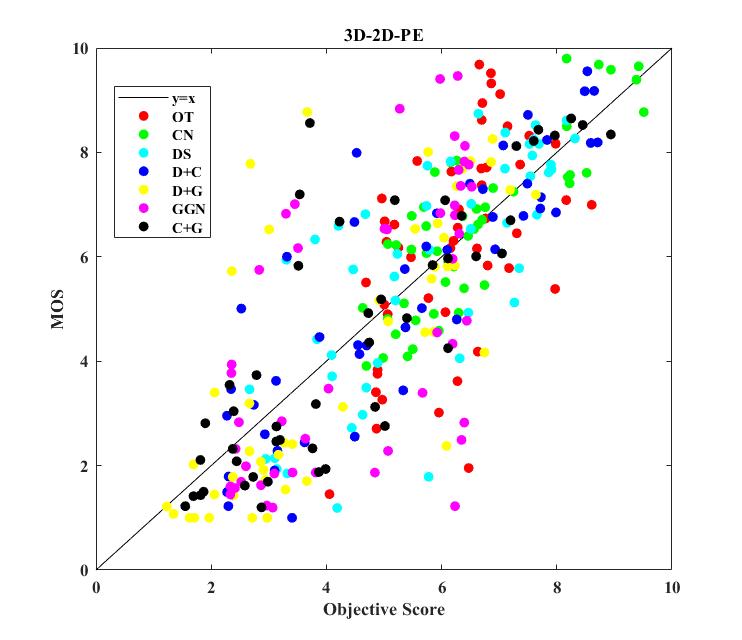 3D-2D-PE
10
8
6
4
2
0
MOS
y=x
OT
CN
DS
D+C
D+G
GGN
C+G
0 2 4 6 8 10
Objective Score